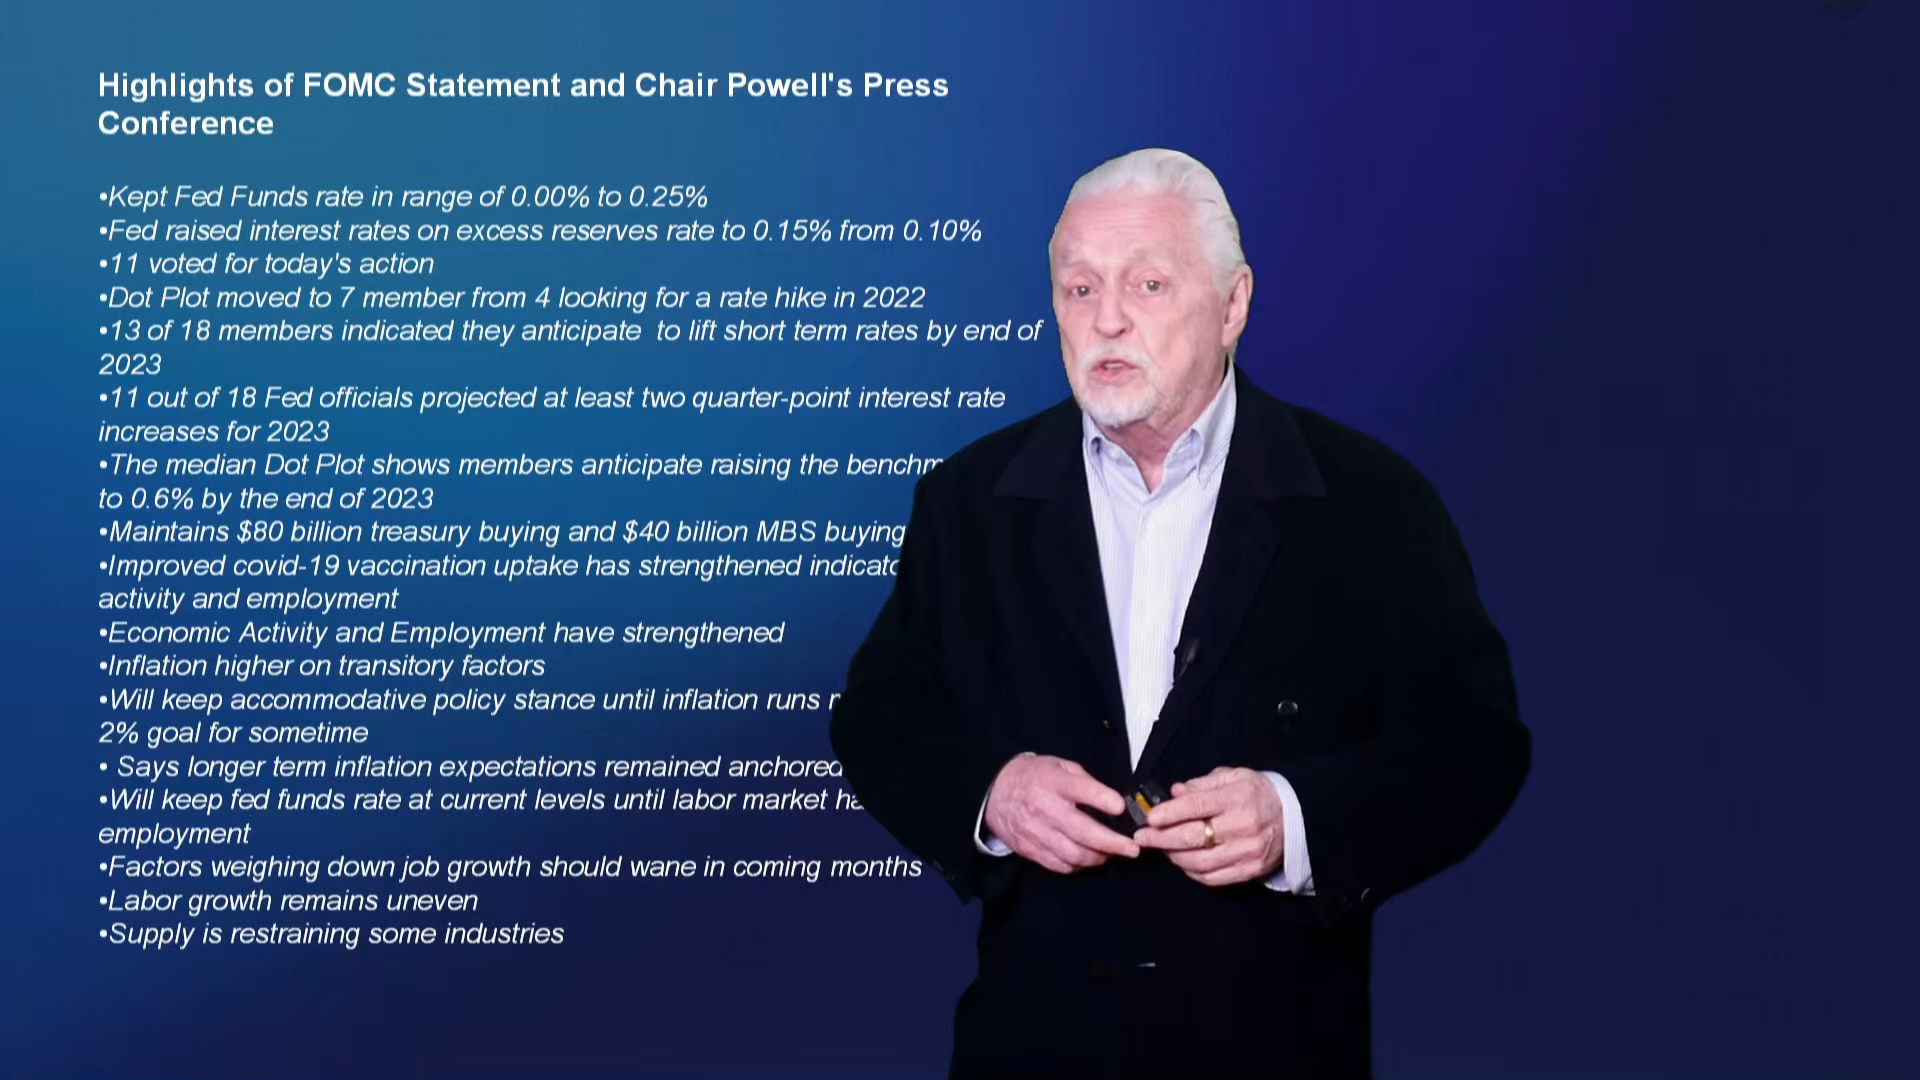 Highlights of FOMC Statement and Chair Powell's Press
Conference
•Kept Fed Funds rate in range of 0.00% to 0.25%
•Fed raised interest rates on excess reserves rate to 0.15% from 0.10%
•11 voted for today's action
•Dot Plot moved to 7 member from 4 looking for a rate hike in 2022
•13 of 18 members indicated they anticipate  to lift short term rates by end of
2023
•11 out of 18 Fed officials projected at least two quarter-point interest rate
increases for 2023
•The median Dot Plot shows members anticipate raising the
to 0.6% by the end of 2023
•Maintains $80 billion treasury buying and $40 billion MBS buying
•Improved covid-19 vaccination uptake has strengthened
activity and employment
•Economic Activity and Employment have strengthened
•Inflation higher on transitory factors
•Will keep accommodative policy stance until inflation runs
2% goal for sometime
• Says longer term inflation expectations remained anchored
•Will keep fed funds rate at current levels until labor market
employment
•Factors weighing down job growth should wane in coming months
•Labor growth remains uneven
•Supply is restraining some industries